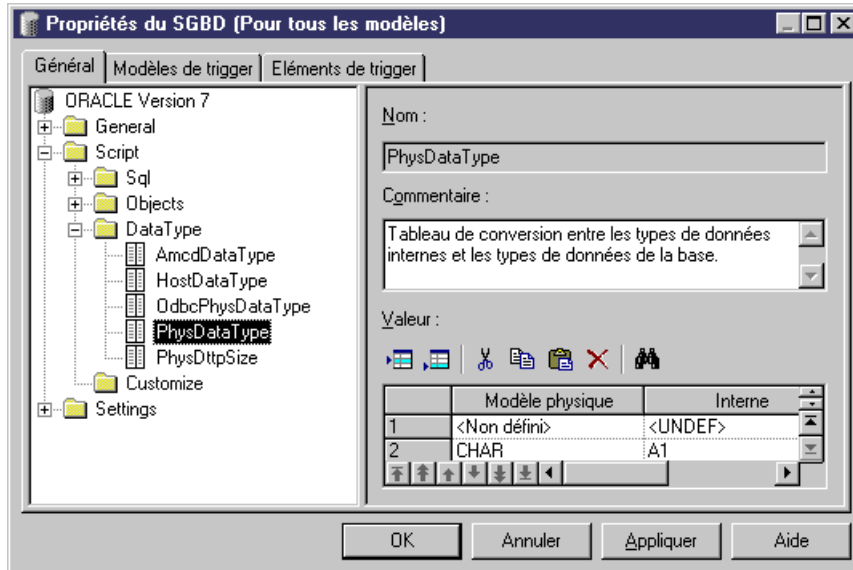 Propriétés du SGBD (Pour tous les modèles)
Général
Modèles de trigger
Eléments de trigger
ORACLE Version 7
General
Script
Sql
Objects
DataType
AmcdDataType
HostDataType
OdbcPhysDataType
PhysDataType
PhysDttpSize
Customize
Settings
Nom :
PhysDataType
Commentaire :
Tableau de conversion entre les types de données
internes et les types de données de la base.
Valeur :
Modèle physique Interne
1 <Non défini> <UNDEF>
2 CHAR A1
OK Annuler Appliquer Aide